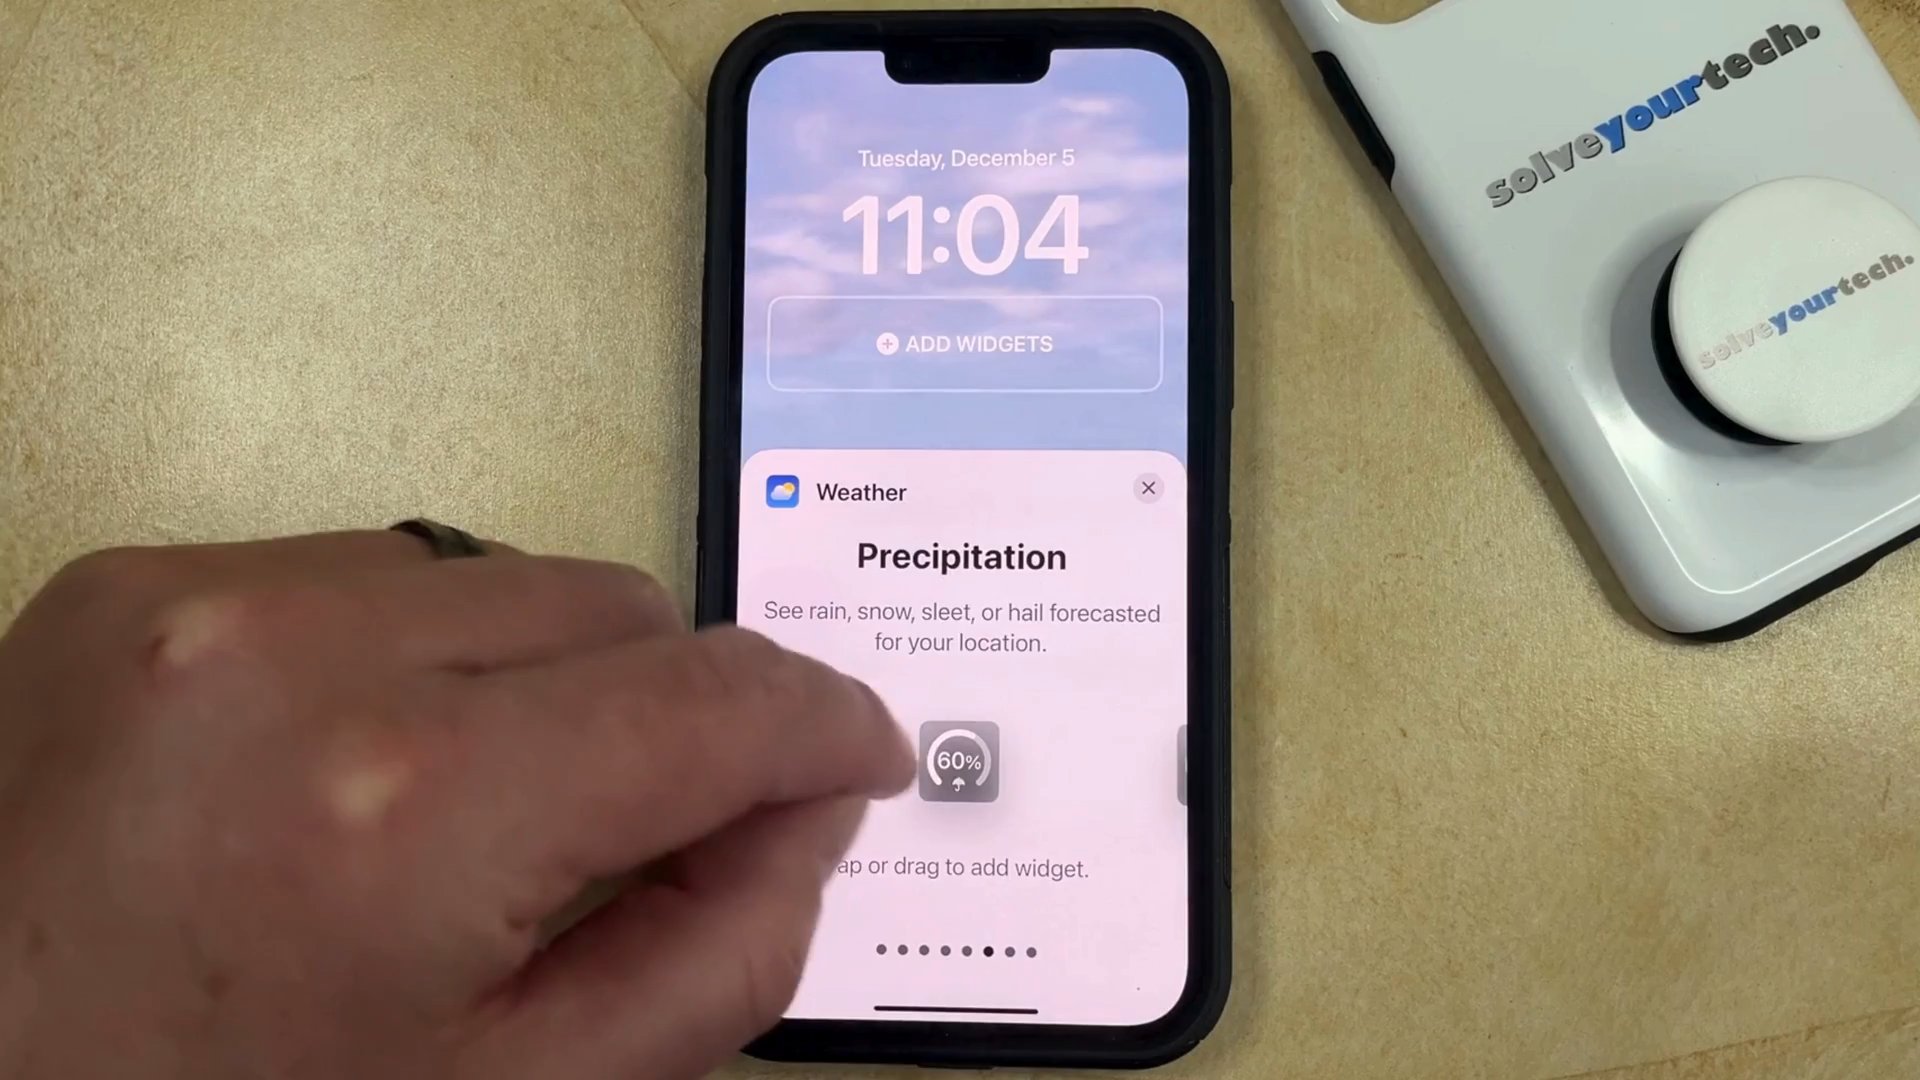 Tuesday, December 5
11:04
ADD WIDGETS
Weather
Precipitation
See rain, snow, sleet, or hail forecasted
for your location.
60%
ap or drag to add widget.
solveyourtech.
solveyourtech.